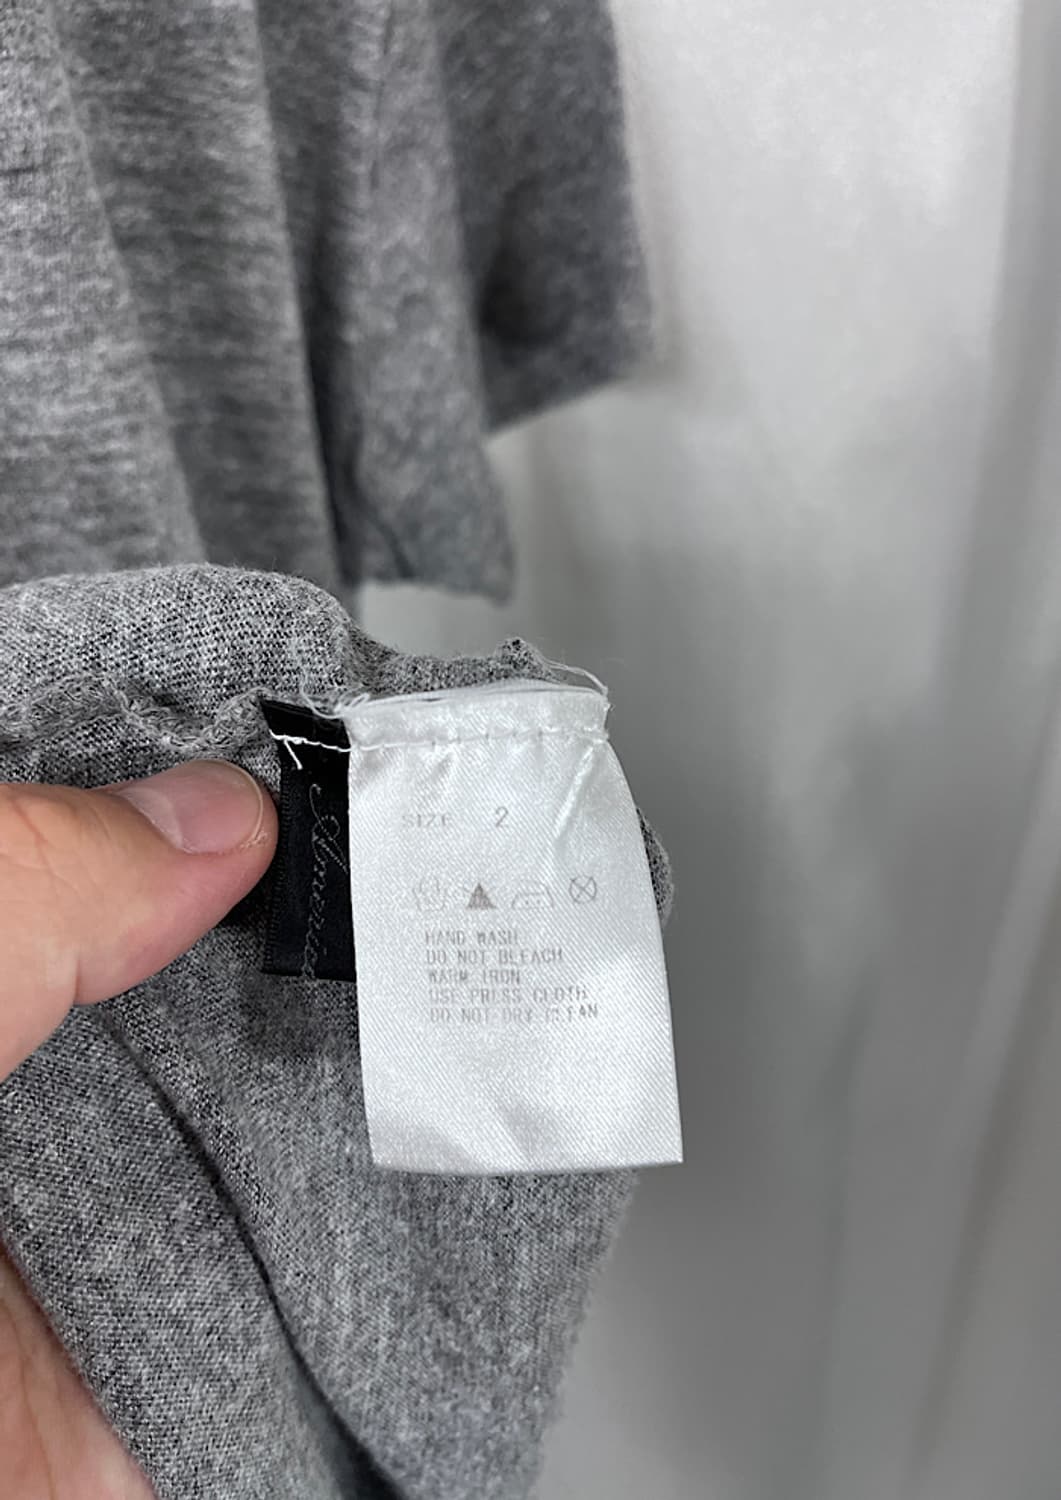 SIZE 2
HAND WASH
DO NOT BLEACH
WARM IRON
USE PRESS CLOTH
DO NOT DRY CLEAN